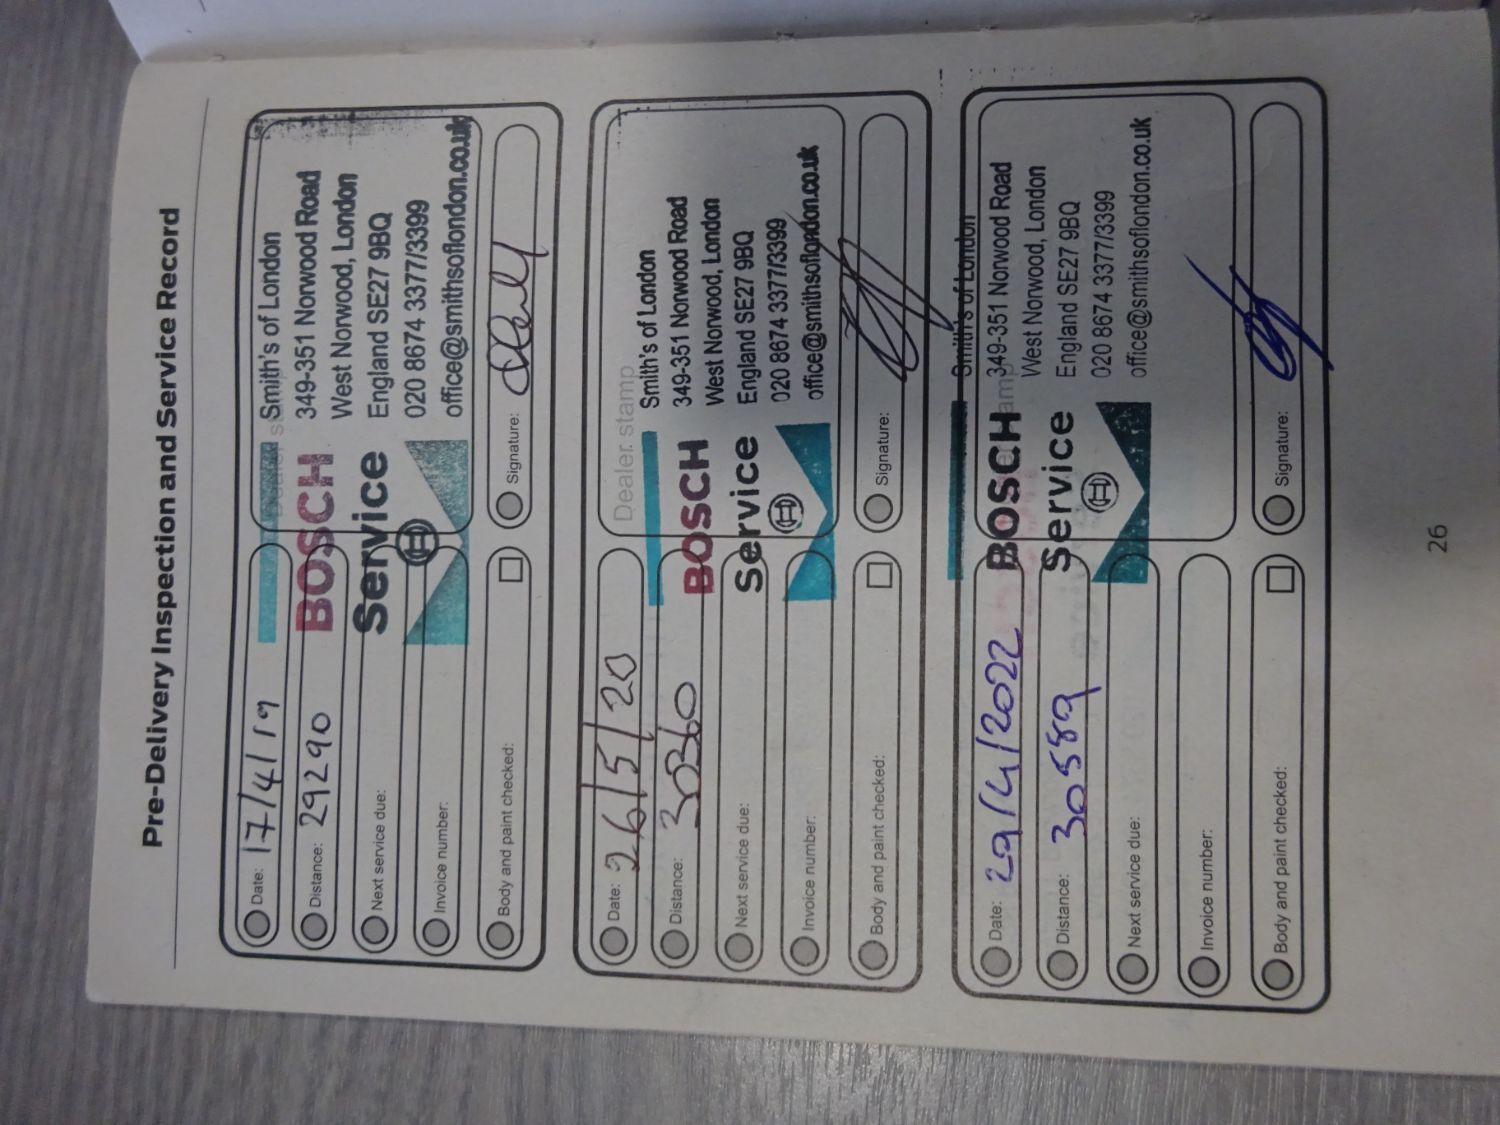 Pre-Delivery Inspection and Service Record
Date: 17/4/19
Distance: 29290
Next service due:
Invoice number:
Body and paint checked:
Dealer stamp
BOSCH
Service
Smith's of London
349-351 Norwood Road
West Norwood, London
England SE27 9BQ
020 8674 3377/3399
office@smithsoflondon.co.uk
Signature:
Date: 26/5/20
Distance: 30360
Next service due:
Invoice number:
Body and paint checked:
Dealer stamp
BOSCH
Service
Smith's of London
349-351 Norwood Road
West Norwood, London
England SE27 9BQ
020 8674 3377/3399
office@smithsoflondon.co.uk
Signature:
Date: 29/4/2022
Distance: 30589
Next service due:
Invoice number:
Body and paint checked:
BOSCH
Service
Smith's of London
349-351 Norwood Road
West Norwood, London
England SE27 9BQ
020 8674 3377/3399
office@smithsoflondon.co.uk
Signature:
26